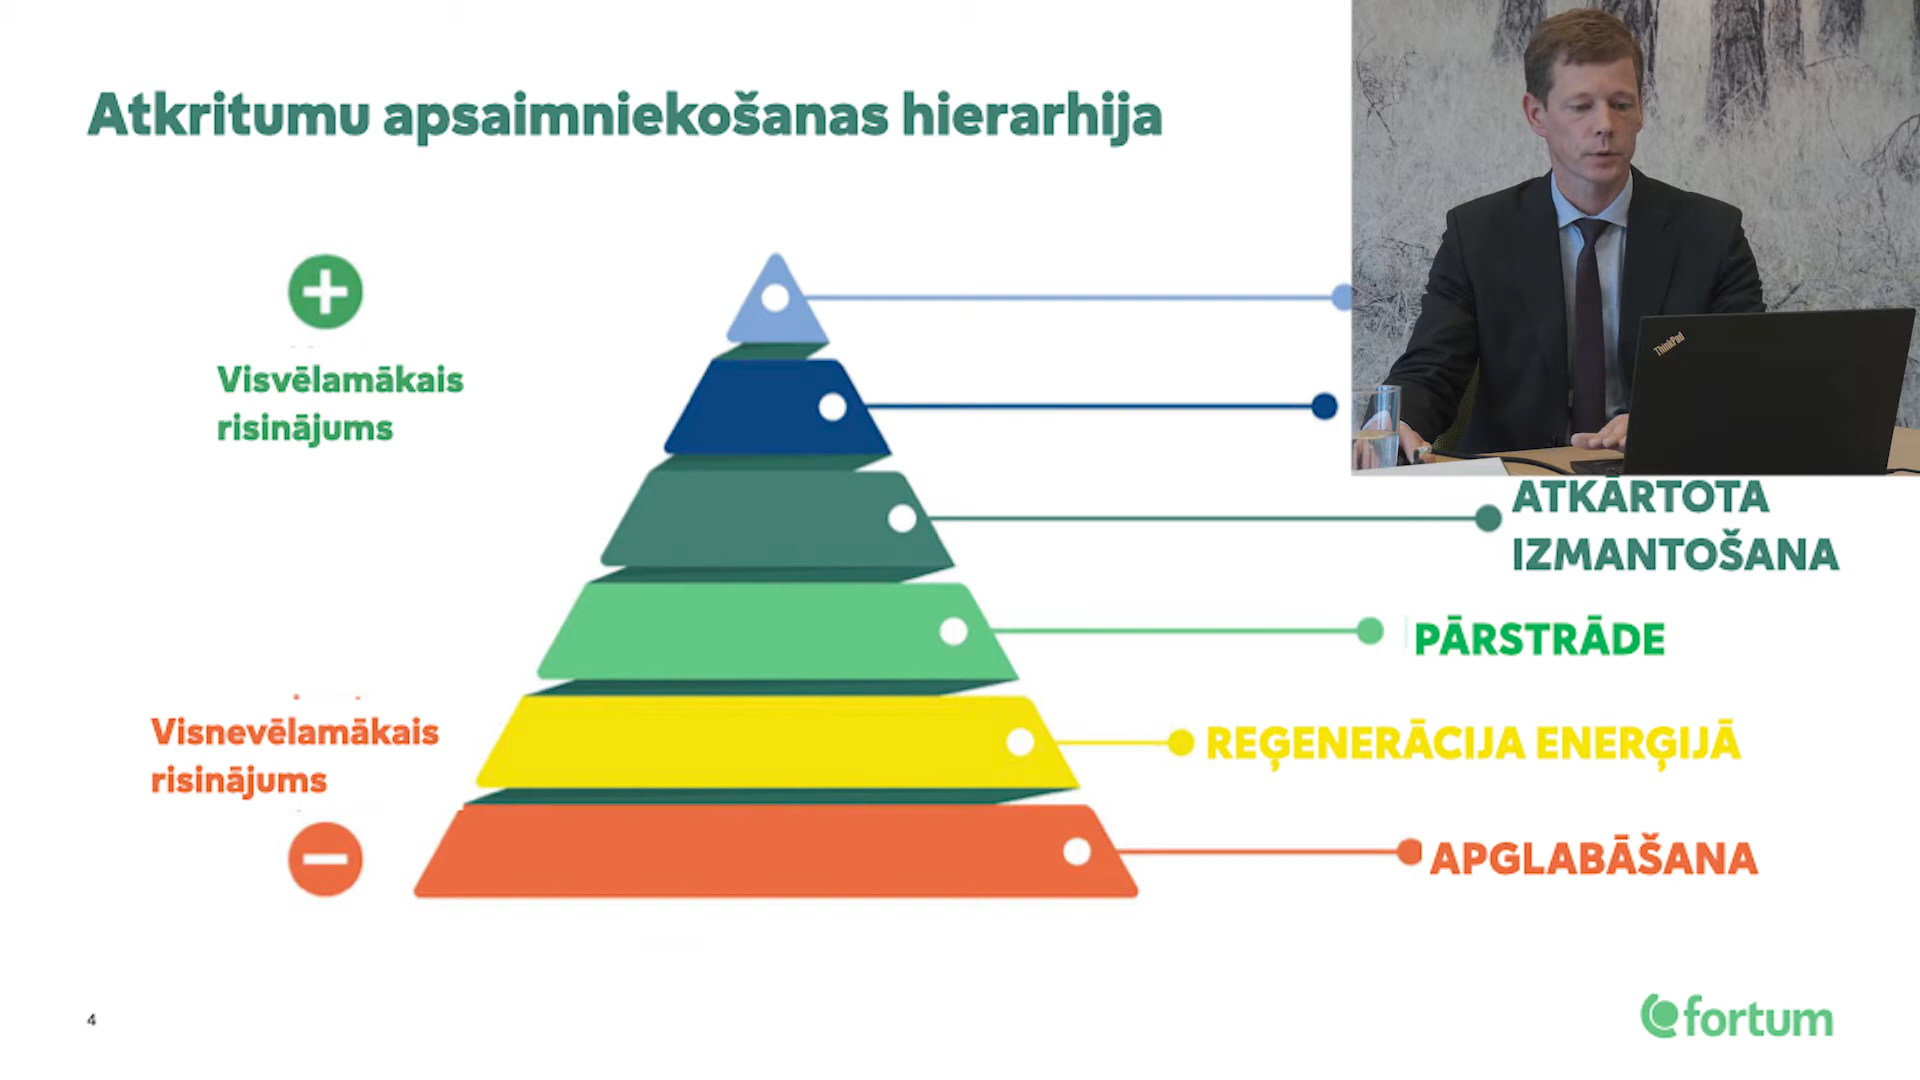 Atkritumu apsaimniekošanas hierarhija
Visvēlamākais
risinājums
ThinkPad
ATKĀRTOTA
IZMANTOŠANA
PĀRSTRĀDE
Visnevēlamākais
risinājums
REĢENERĀCIJA ENERĢIJĀ
APGLABĀŠANA
4
fortum